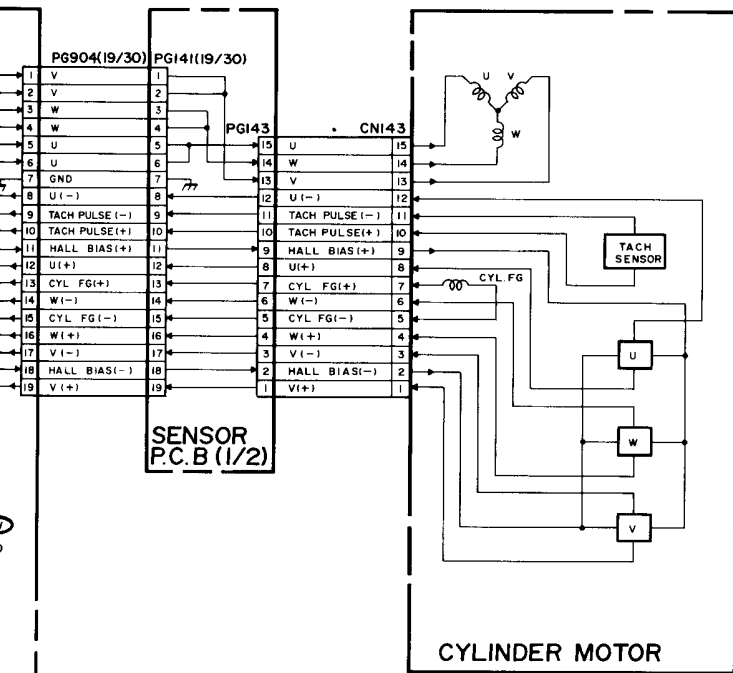 PG904(19/30) PG141(19/30)
1 V 1
2 V 2
3 W 3
4 W 4
5 U 5
6 U 6
7 GND 7
8 U(-) 8
9 TACH PULSE(-) 9
10 TACH PULSE(+) 10
11 HALL BIAS(+) 11
12 U(+) 12
13 CYL FG(+) 13
14 W(-) 14
15 CYL FG(-) 15
16 W(+) 16
17 V(-) 17
18 HALL BIAS(-) 18
19 V(+) 19
SENSOR
P.C.B (1/2)
PG143 CN143
15 U 15
14 W 14
13 V 13
12 U(-) 12
11 TACH PULSE(-) 11
10 TACH PULSE(+) 10
9 HALL BIAS(+) 9
8 U(+) 8
7 CYL FG(+) 7
6 W(-) 6
5 CYL FG(-) 5
4 W(+) 4
3 V(-) 3
2 HALL BIAS(-) 2
1 V(+) 1
U V
W
TACH
SENSOR
CYL.FG
U
W
V
CYLINDER MOTOR